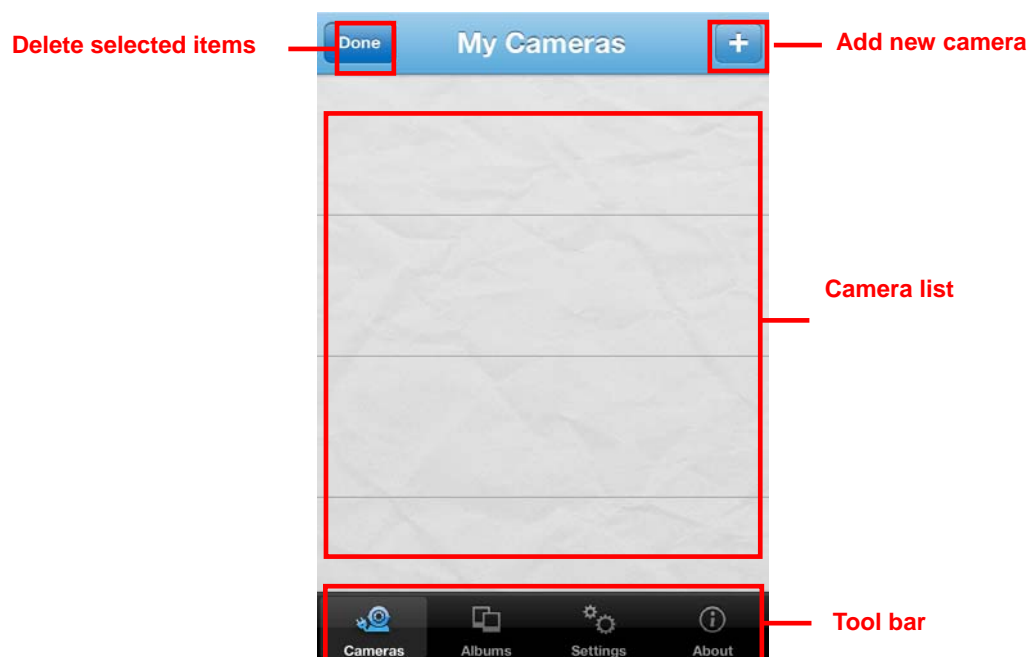 Delete selected items
Done
My Cameras
+
Add new camera
Camera list
Cameras
Albums
Settings
About
Tool bar